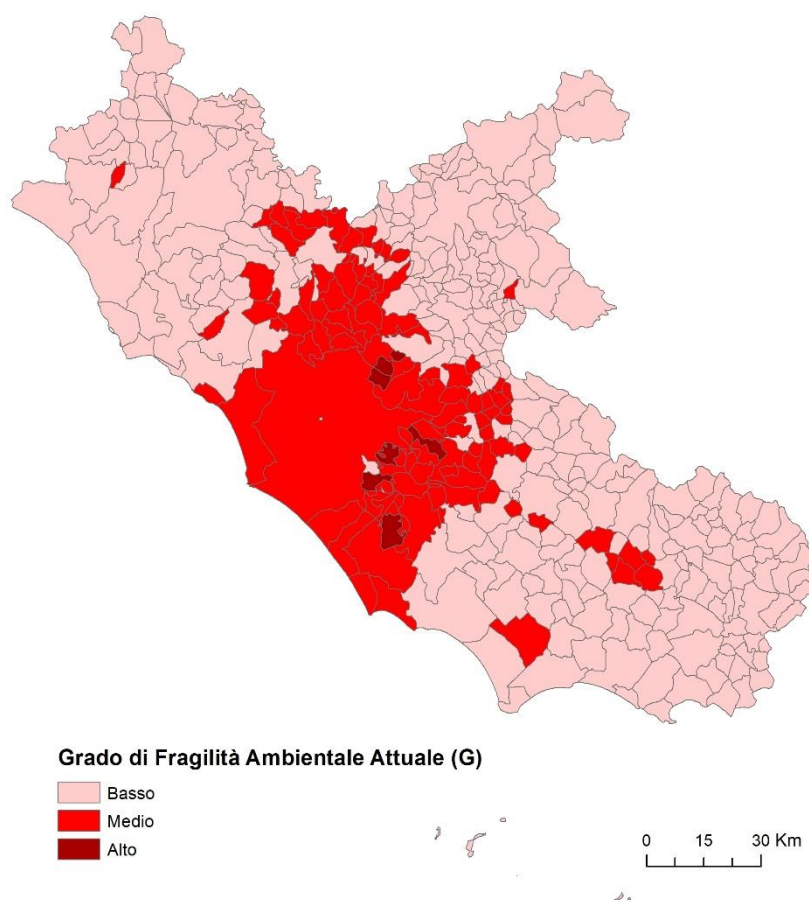 Grado di Fragilità Ambientale Attuale (G)
Basso
Medio
Alto
0 15 30 Km